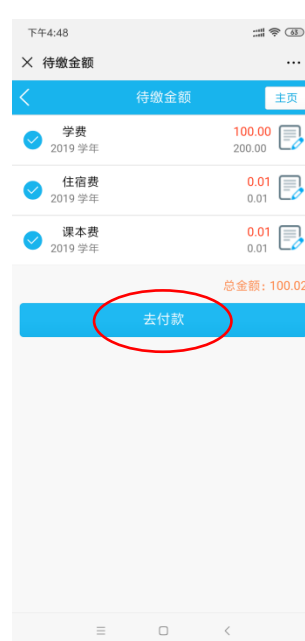 下午4:48
63
待缴金额
待缴金额
主页
学费
100.00
2019 学年
200.00
住宿费
0.01
2019 学年
0.01
课本费
0.01
2019 学年
0.01
总金额: 100.02
去付款